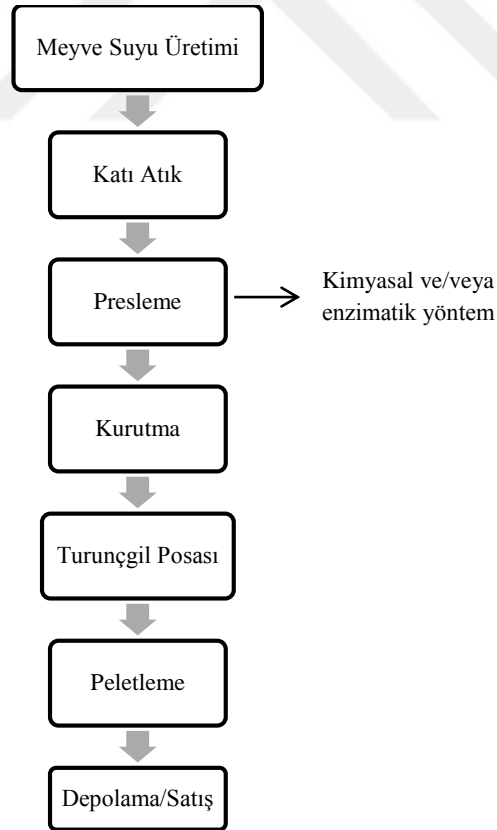 Meyve Suyu Üretimi
Katı Atık
Presleme
Kimyasal ve/veya
enzimatik yöntem
Kurutma
Turunçgil Posası
Peletleme
Depolama/Satış